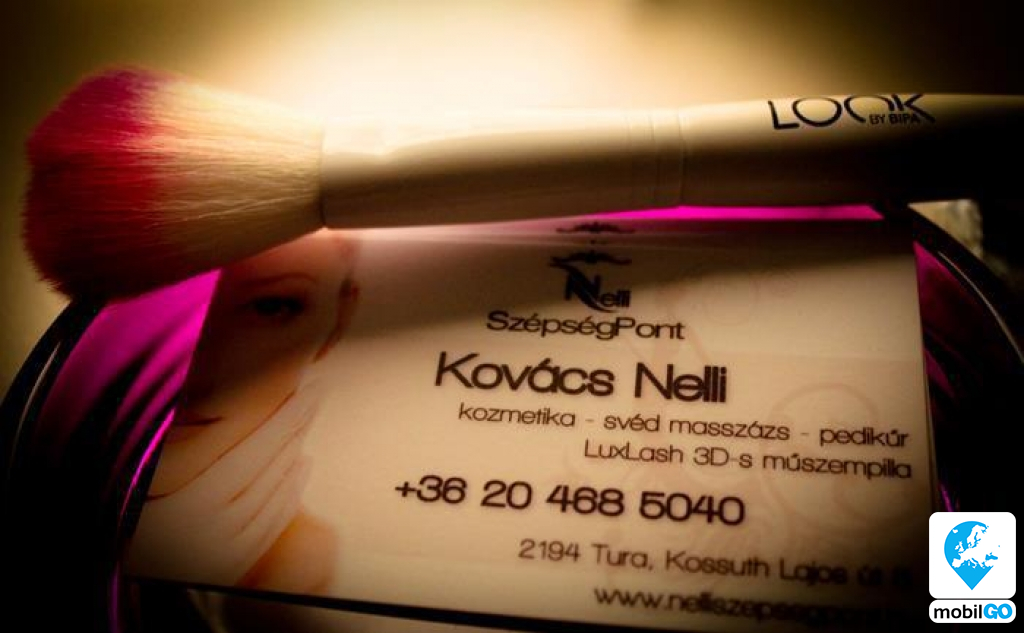 LOOK
BY BIPA
Nelli
SzépségPont
Kovács Nelli
kozmetika - svéd masszázs - pedikűr
LuxLash 3D-s műszempilla
+36 20 468 5040
2194 Tura, Kossuth Lajos út
mobilGO